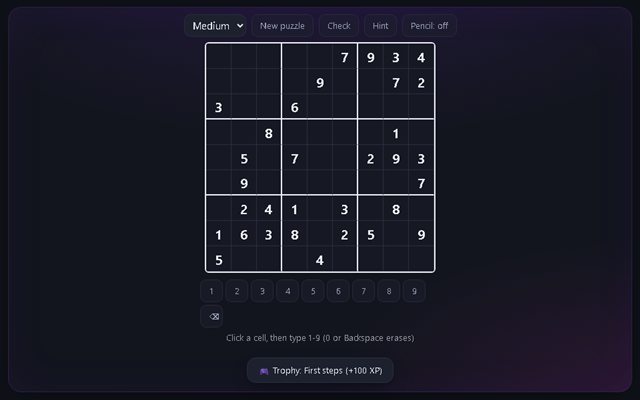 Medium New puzzle Check Hint Pencil: off
7 9 3 4
9 7 2
3 6
8 1
5 7 2 9 3
9 7
2 4 1 3 8
1 6 3 8 2 5 9
5 4
1 2 3 4 5 6 7 8 9
⌫
Click a cell, then type 1-9 (0 or Backspace erases)
🎮 Trophy: First steps (+100 XP)